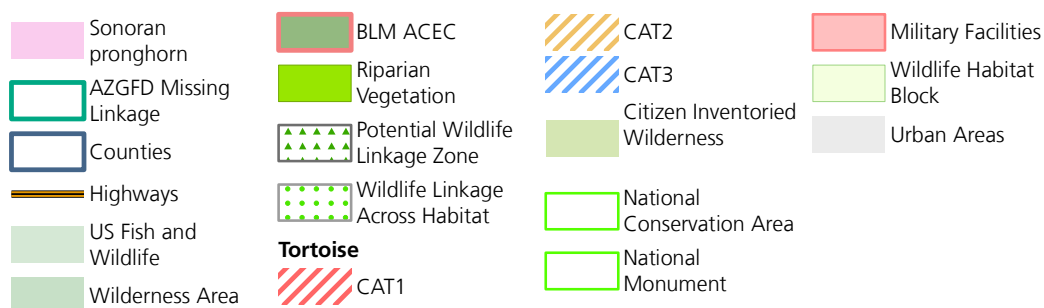 Sonoran
pronghorn
AZGFD Missing
Linkage
Counties
Highways
US Fish and
Wildlife
Wilderness Area
BLM ACEC
Riparian
Vegetation
Potential Wildlife
Linkage Zone
Wildlife Linkage
Across Habitat
Tortoise
CAT1
CAT2
CAT3
Citizen Inventoried
Wilderness
National
Conservation Area
National
Monument
Military Facilities
Wildlife Habitat
Block
Urban Areas